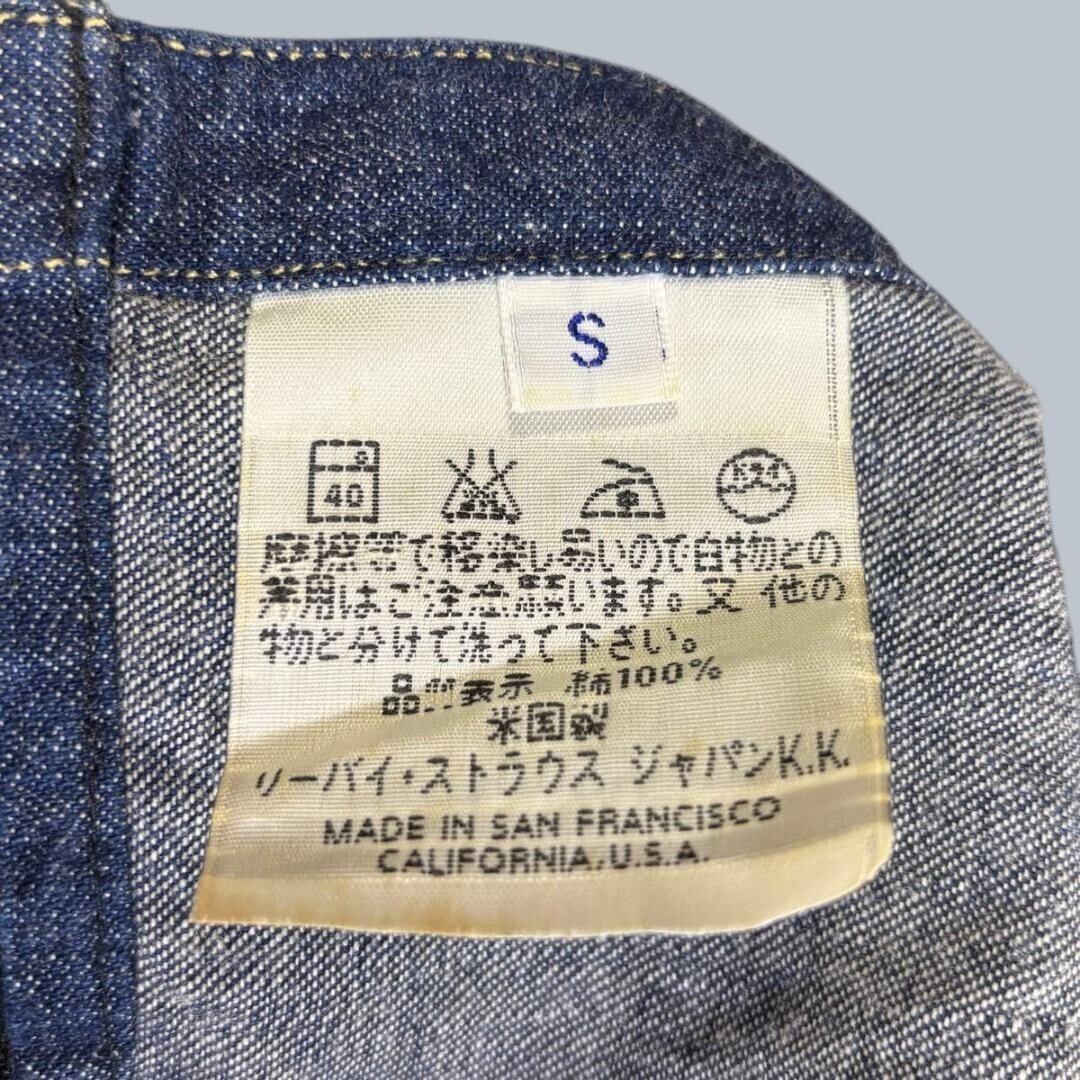 S
40
摩擦等で移染し易いので白物との
着用はご注意願います。又 他の
物と分けて洗って下さい。
品質表示 綿100%
米国製
リーバイ・ストラウス ジャパンK.K.
MADE IN SAN FRANCISCO
CALIFORNIA, U.S.A.